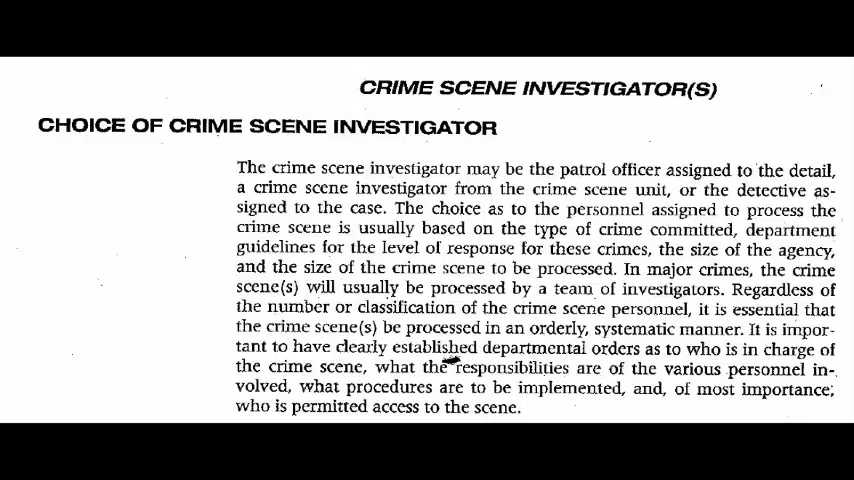 CRIME SCENE INVESTIGATOR(S)
CHOICE OF CRIME SCENE INVESTIGATOR
The crime scene investigator may be the patrol officer assigned to the detail,
a crime scene investigator from the crime scene unit, or the detective as-
signed to the case. The choice as to the personnel assigned to process the
crime scene is usually based on the type of crime committed, department
guidelines for the level of response for these crimes, the size of the agency,
and the size of the crime scene to be processed. In major crimes, the crime
scene(s) will usually be processed by a team of investigators. Regardless of
the number or classification of the crime scene personnel, it is essential that
the crime scene(s) be processed in an orderly, systematic manner. It is impor-
tant to have clearly established departmental orders as to who is in charge of
the crime scene, what the responsibilities are of the various personnel in-
volved, what procedures are to be implemented, and, of most importance,
who is permitted access to the scene.